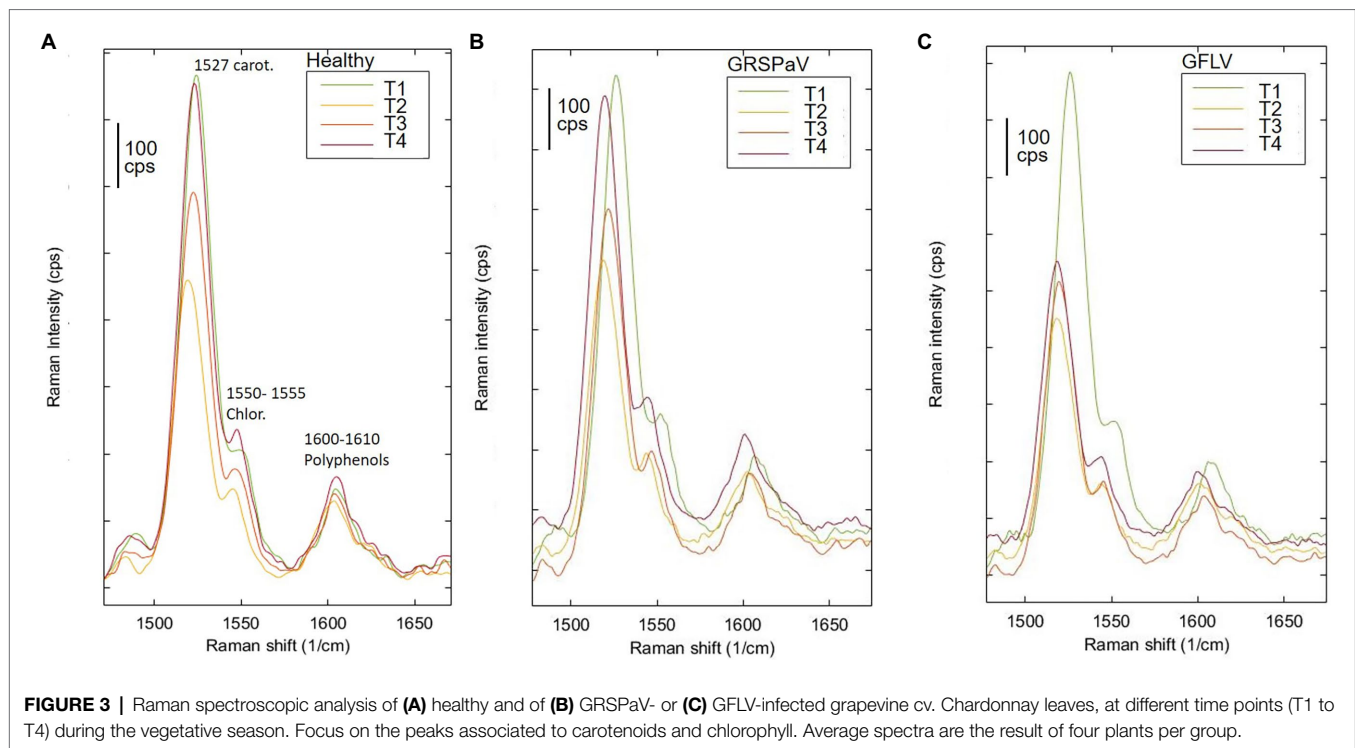 A
Healthy
1527 carot.
T1
T2
T3
T4
100
cps
1550- 1555
Chlor.
1600-1610
Polyphenols
Raman Intensity (cps)
1500
1550
1600
1650
Raman shift (1/cm)
B
GRSPaV
T1
T2
T3
T4
100
cps
Raman intensity (cps)
1500
1550
1600
1650
Raman shift (1/cm)
C
GFLV
T1
T2
T3
T4
100
cps
Raman intensity (cps)
1500
1550
1600
1650
Raman shift (1/cm)
FIGURE 3 | Raman spectroscopic analysis of (A) healthy and of (B) GRSPaV- or (C) GFLV-infected grapevine cv. Chardonnay leaves, at different time points (T1 to
T4) during the vegetative season. Focus on the peaks associated to carotenoids and chlorophyll. Average spectra are the result of four plants per group.